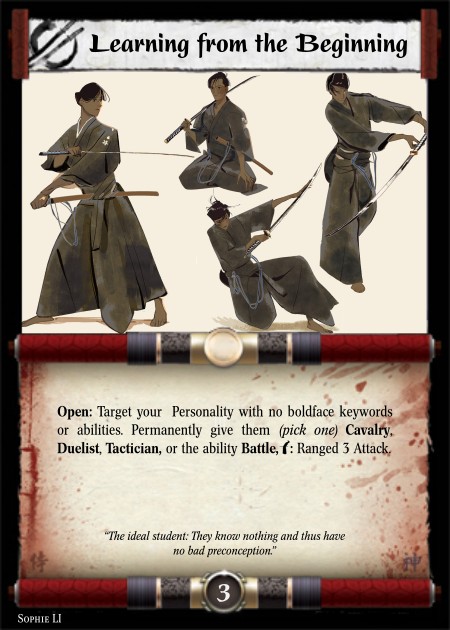 Learning from the Beginning
Open: Target your Personality with no boldface keywords
or abilities. Permanently give them (pick one) Cavalry,
Duelist, Tactician, or the ability Battle, : Ranged 3 Attack.
"The ideal student: They know nothing and thus have
no bad preconception."
侍
神
3
SOPHIE LI